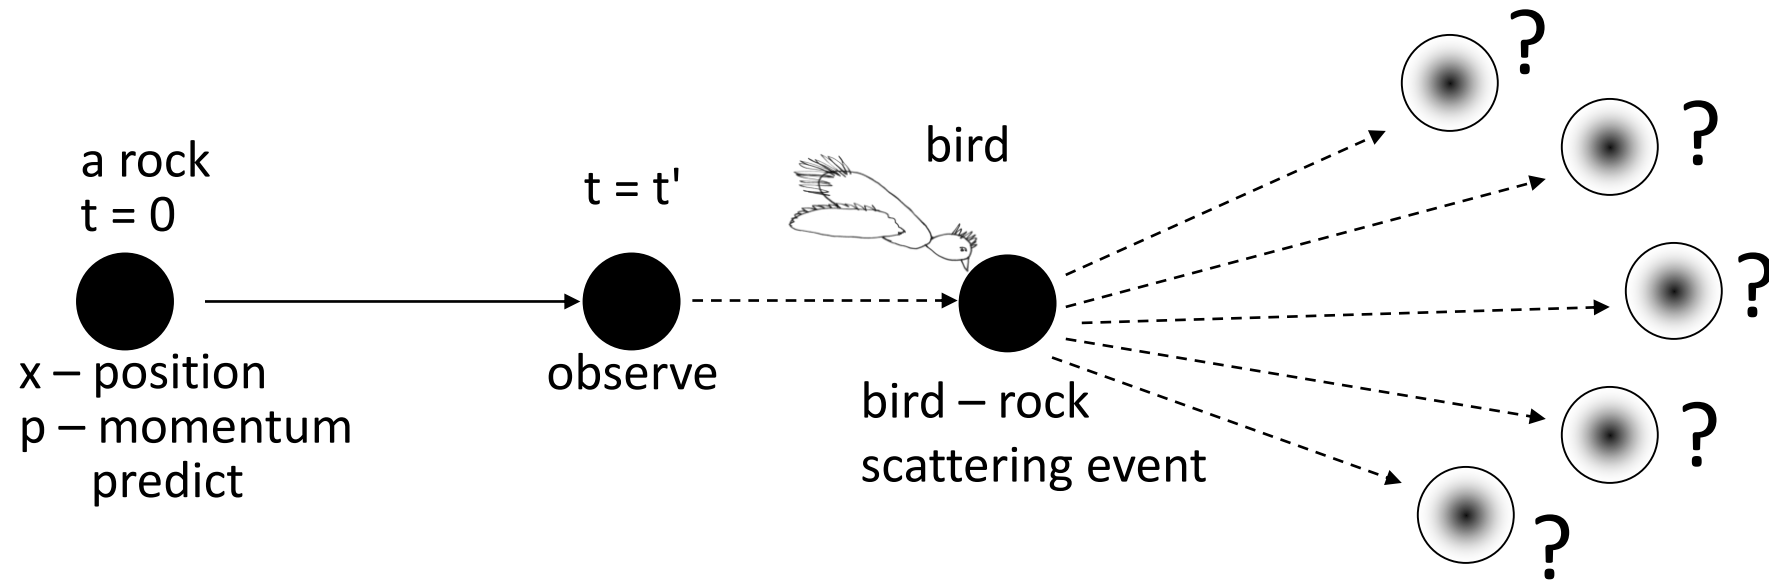 a rock
t = 0
x – position
p – momentum
predict
t = t'
observe
bird
bird – rock
scattering event
?
?
?
?
?